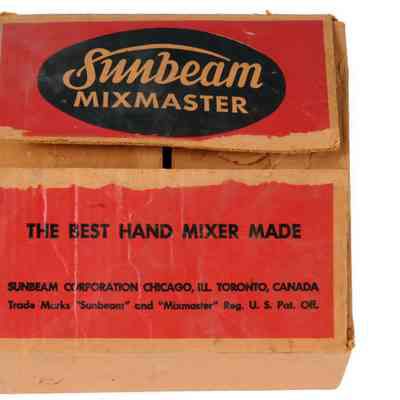 Sunbeam
MIXMASTER
THE BEST HAND MIXER MADE
SUNBEAM CORPORATION CHICAGO, ILL. TORONTO, CANADA
Trade Marks "Sunbeam" and "Mixmaster" Reg. U. S. Pat. Off.